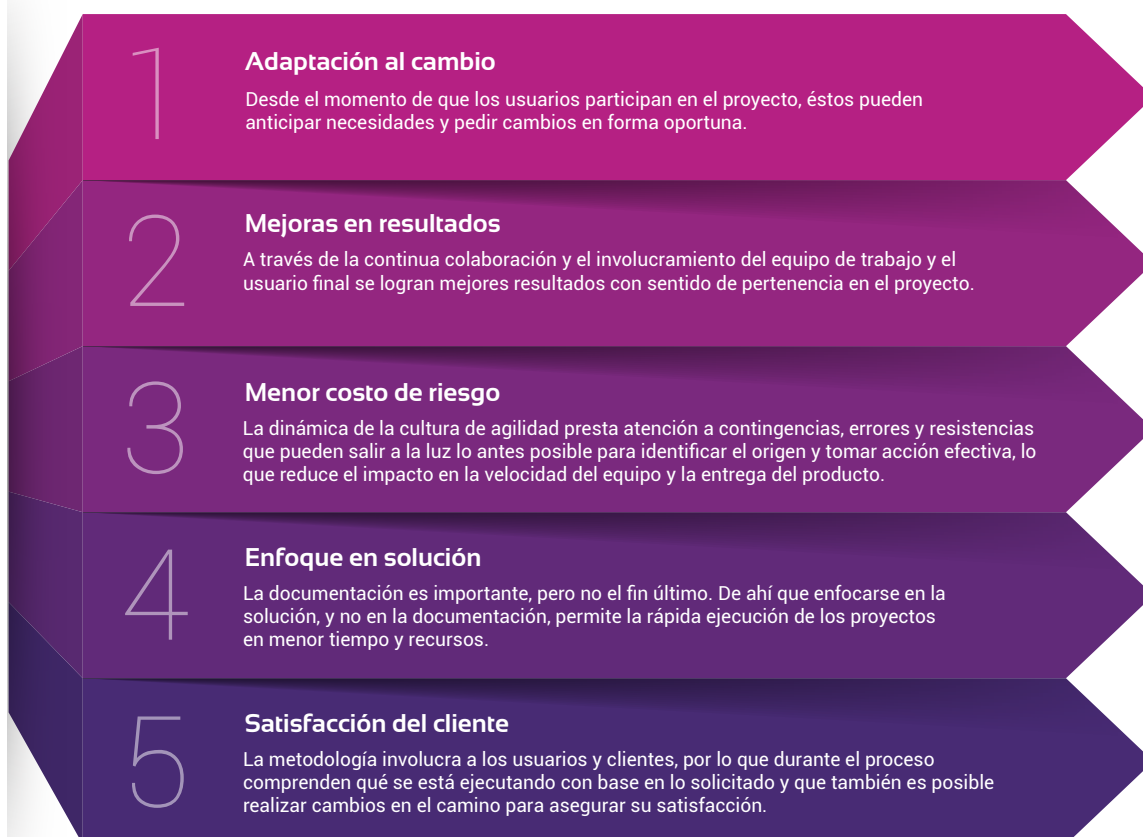 1
Adaptación al cambio
Desde el momento de que los usuarios participan en el proyecto, éstos pueden
anticipar necesidades y pedir cambios en forma oportuna.
2
Mejoras en resultados
A través de la continua colaboración y el involucramiento del equipo de trabajo y el
usuario final se logran mejores resultados con sentido de pertenencia en el proyecto.
3
Menor costo de riesgo
La dinámica de la cultura de agilidad presta atención a contingencias, errores y resistencias
que pueden salir a la luz lo antes posible para identificar el origen y tomar acción efectiva, lo
que reduce el impacto en la velocidad del equipo y la entrega del producto.
4
Enfoque en solución
La documentación es importante, pero no el fin último. De ahí que enfocarse en la
solución, y no en la documentación, permite la rápida ejecución de los proyectos
en menor tiempo y recursos.
5
Satisfacción del cliente
La metodología involucra a los usuarios y clientes, por lo que durante el proceso
comprenden qué se está ejecutando con base en lo solicitado y que también es posible
realizar cambios en el camino para asegurar su satisfacción.